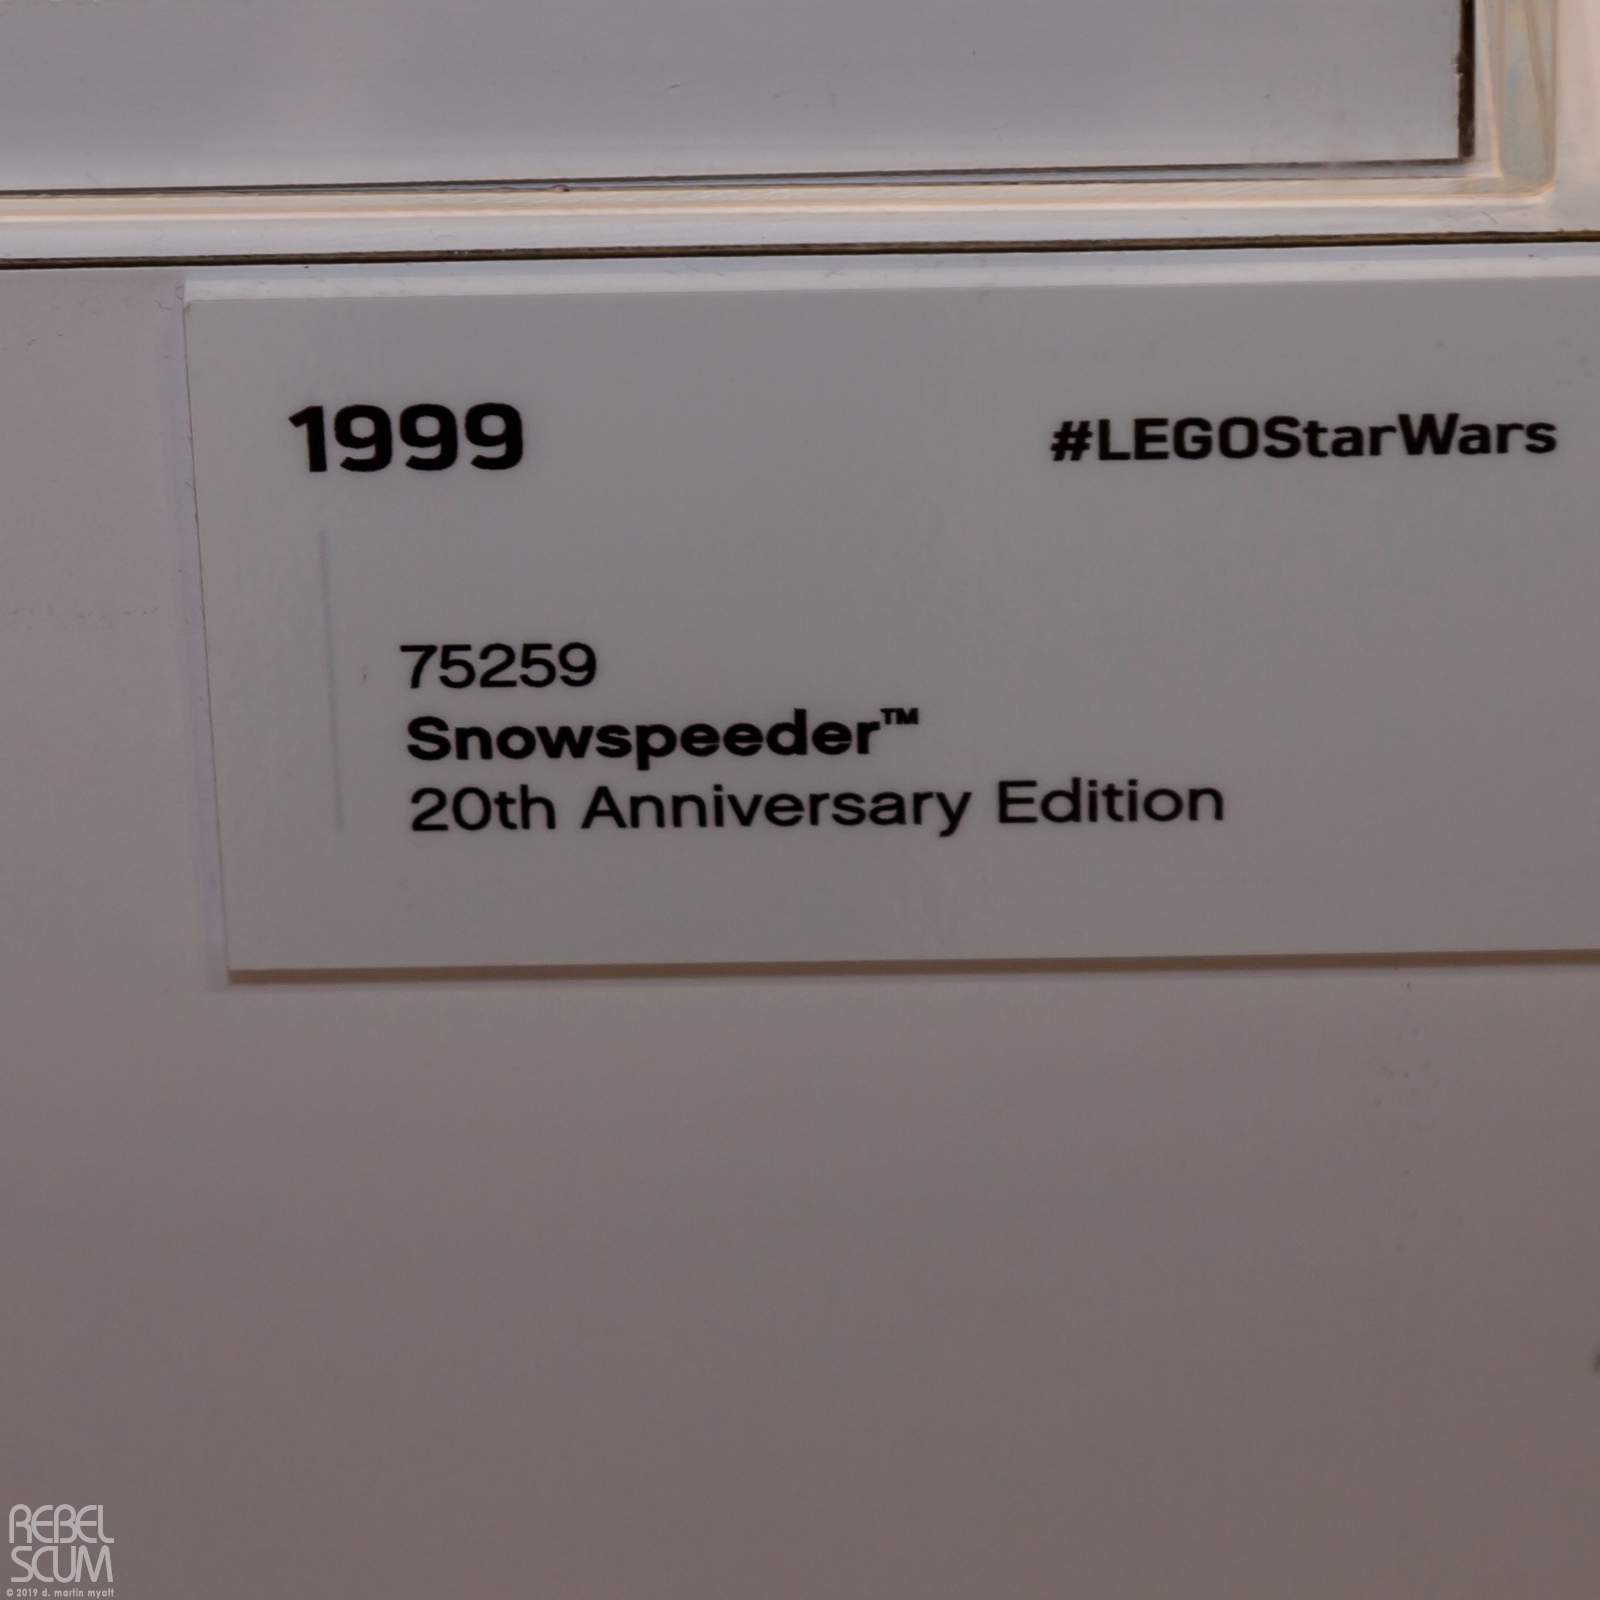 1999
#LEGOStarWars
75259
Snowspeeder™
20th Anniversary Edition
REBEL
SCUM
© 2019 d. martin myatt